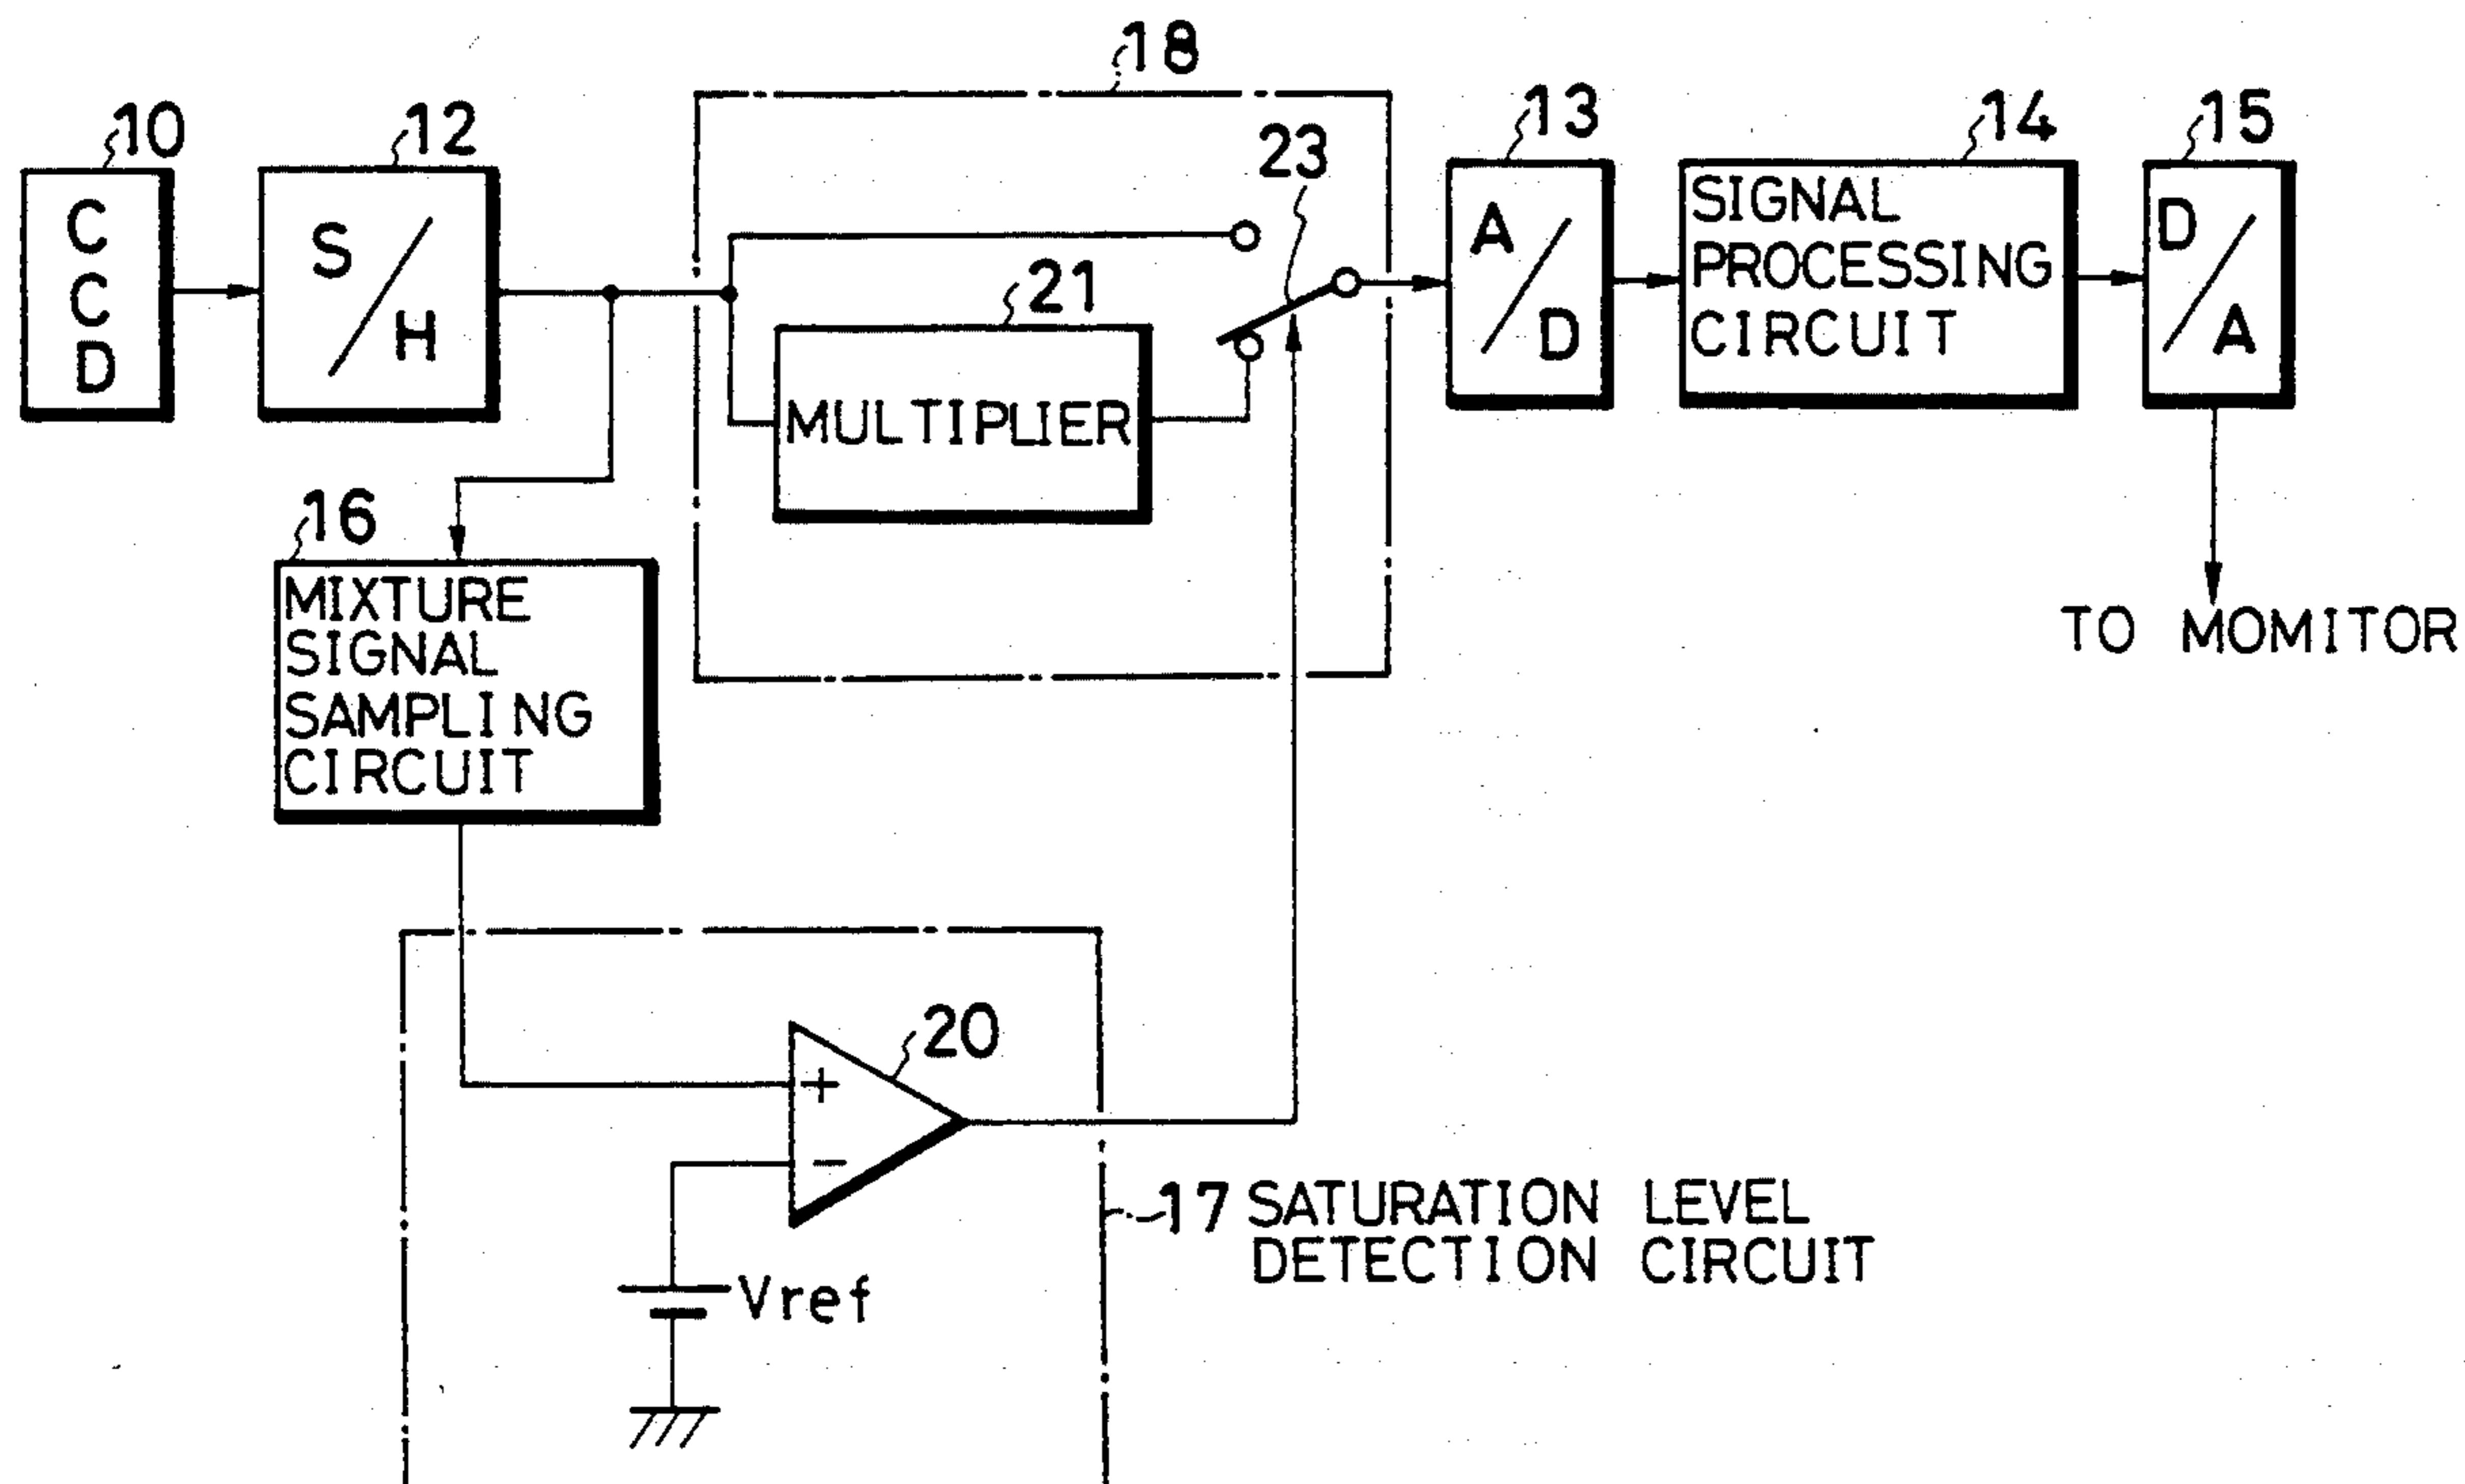 18
10
12
13
14
15
23
C
C
D
S/H
A/D
SIGNAL
PROCESSING
CIRCUIT
D/A
21
MULTIPLIER
16
MIXTURE
SIGNAL
SAMPLING
CIRCUIT
TO MOMITOR
20
+
−
17 SATURATION LEVEL
DETECTION CIRCUIT
Vref